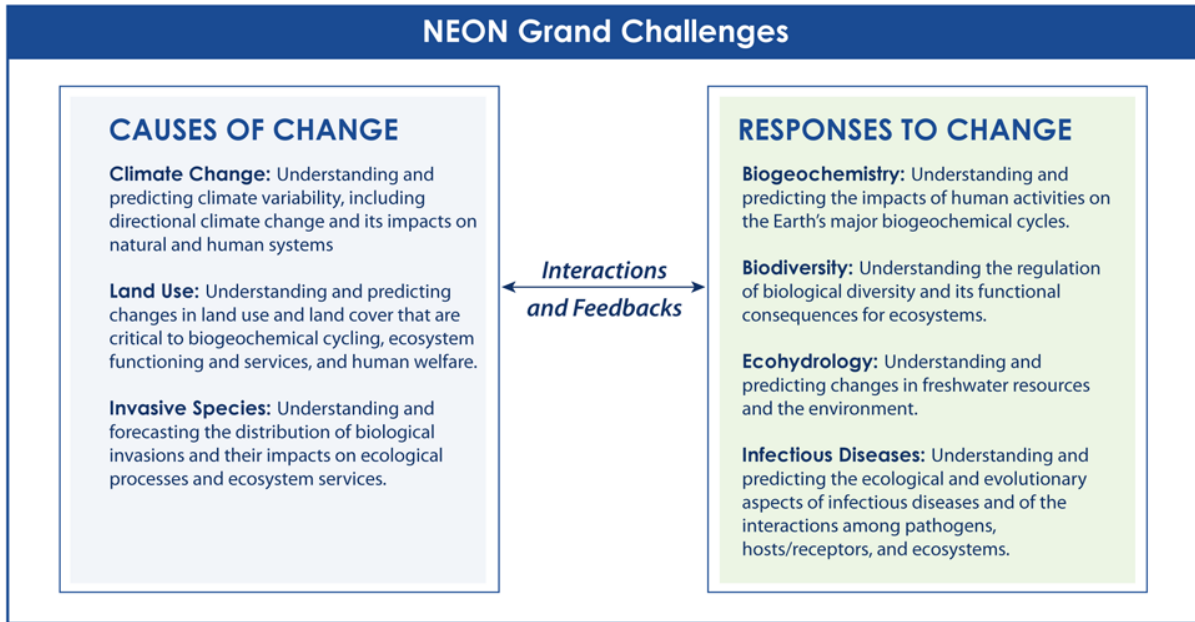 NEON Grand Challenges
CAUSES OF CHANGE
Climate Change: Understanding and
predicting climate variability, including
directional climate change and its impacts on
natural and human systems
Land Use: Understanding and predicting
changes in land use and land cover that are
critical to biogeochemical cycling, ecosystem
functioning and services, and human welfare.
Invasive Species: Understanding and
forecasting the distribution of biological
invasions and their impacts on ecological
processes and ecosystem services.
Interactions
and Feedbacks
RESPONSES TO CHANGE
Biogeochemistry: Understanding and
predicting the impacts of human activities on
the Earth's major biogeochemical cycles.
Biodiversity: Understanding the regulation
of biological diversity and its functional
consequences for ecosystems.
Ecohydrology: Understanding and
predicting changes in freshwater resources
and the environment.
Infectious Diseases: Understanding and
predicting the ecological and evolutionary
aspects of infectious diseases and of the
interactions among pathogens,
hosts/receptors, and ecosystems.